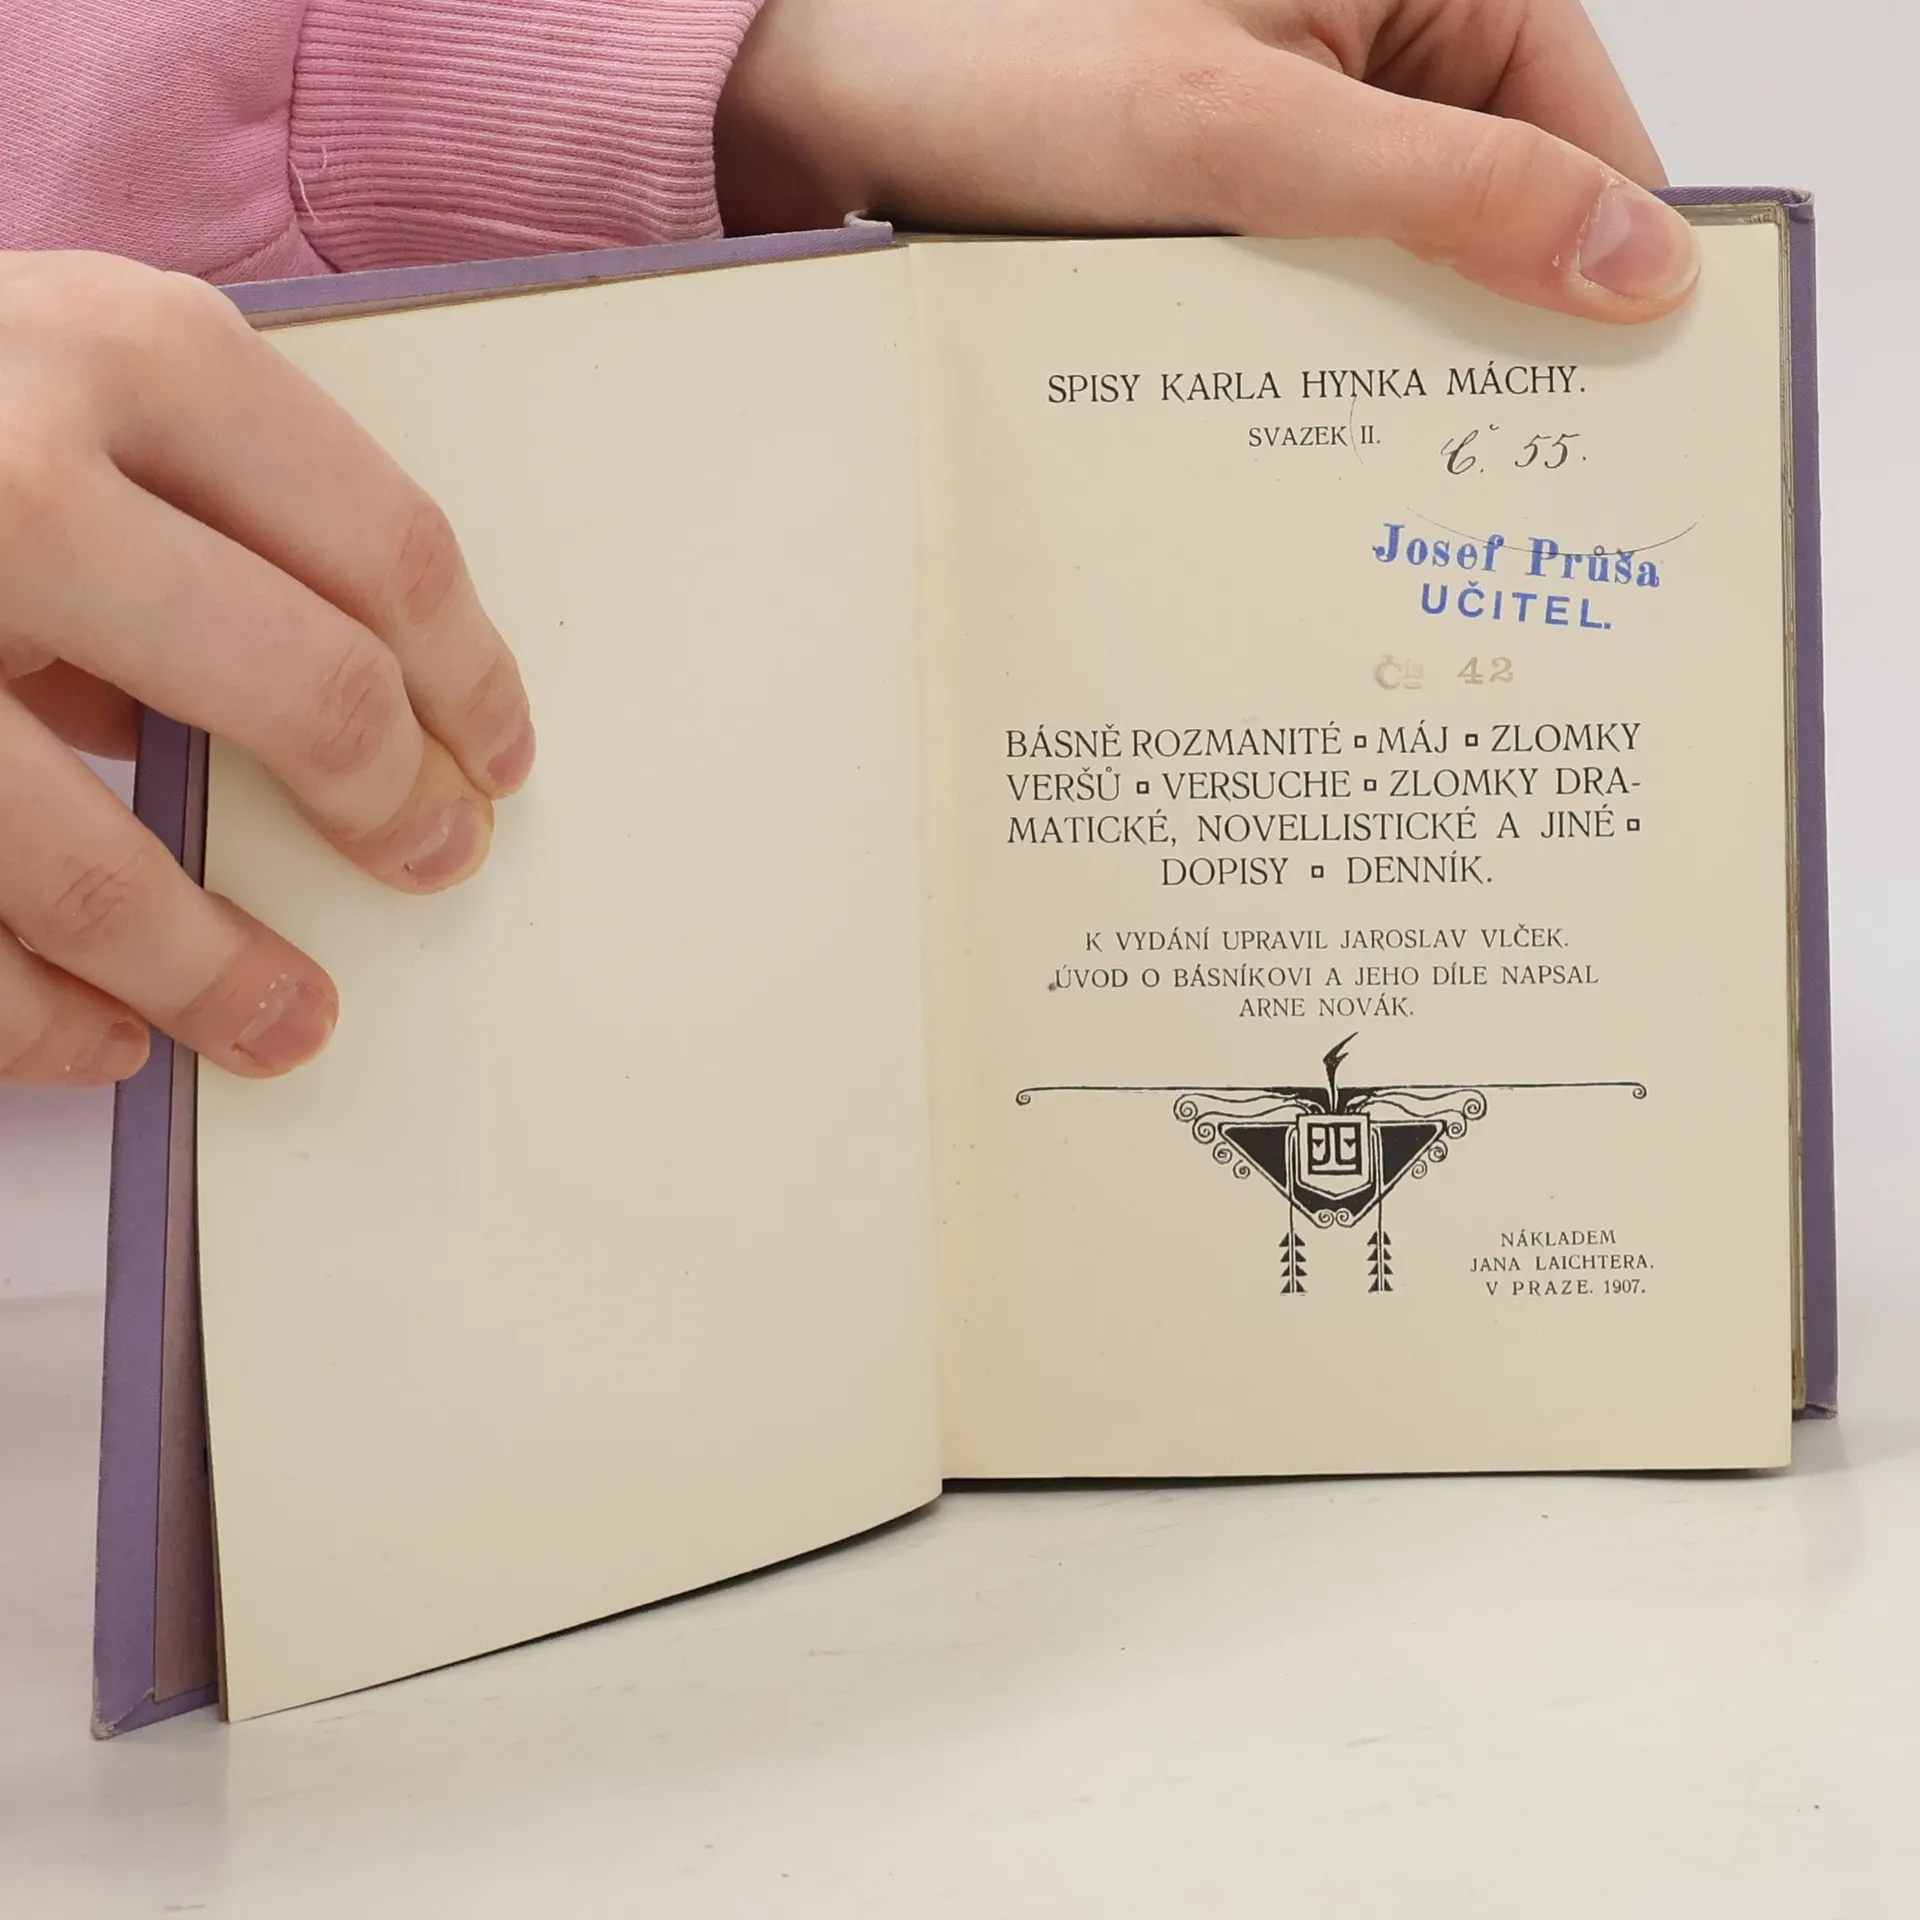 SPISY KARLA HYNKA MÁCHY.
SVAZEK II.
Č. 55.
Josef Průša
UČITEL.
Čís 42
BÁSNĚ ROZMANITÉ ▫ MÁJ ▫ ZLOMKY
VERŠŮ ▫ VERSUCHE ▫ ZLOMKY DRA-
MATICKÉ, NOVELLISTICKÉ A JINÉ ▫
DOPISY ▫ DENNÍK.
K VYDÁNÍ UPRAVIL JAROSLAV VLČEK.
ÚVOD O BÁSNÍKOVI A JEHO DÍLE NAPSAL
ARNE NOVÁK.
NÁKLADEM
JANA LAICHTERA.
V PRAZE. 1907.